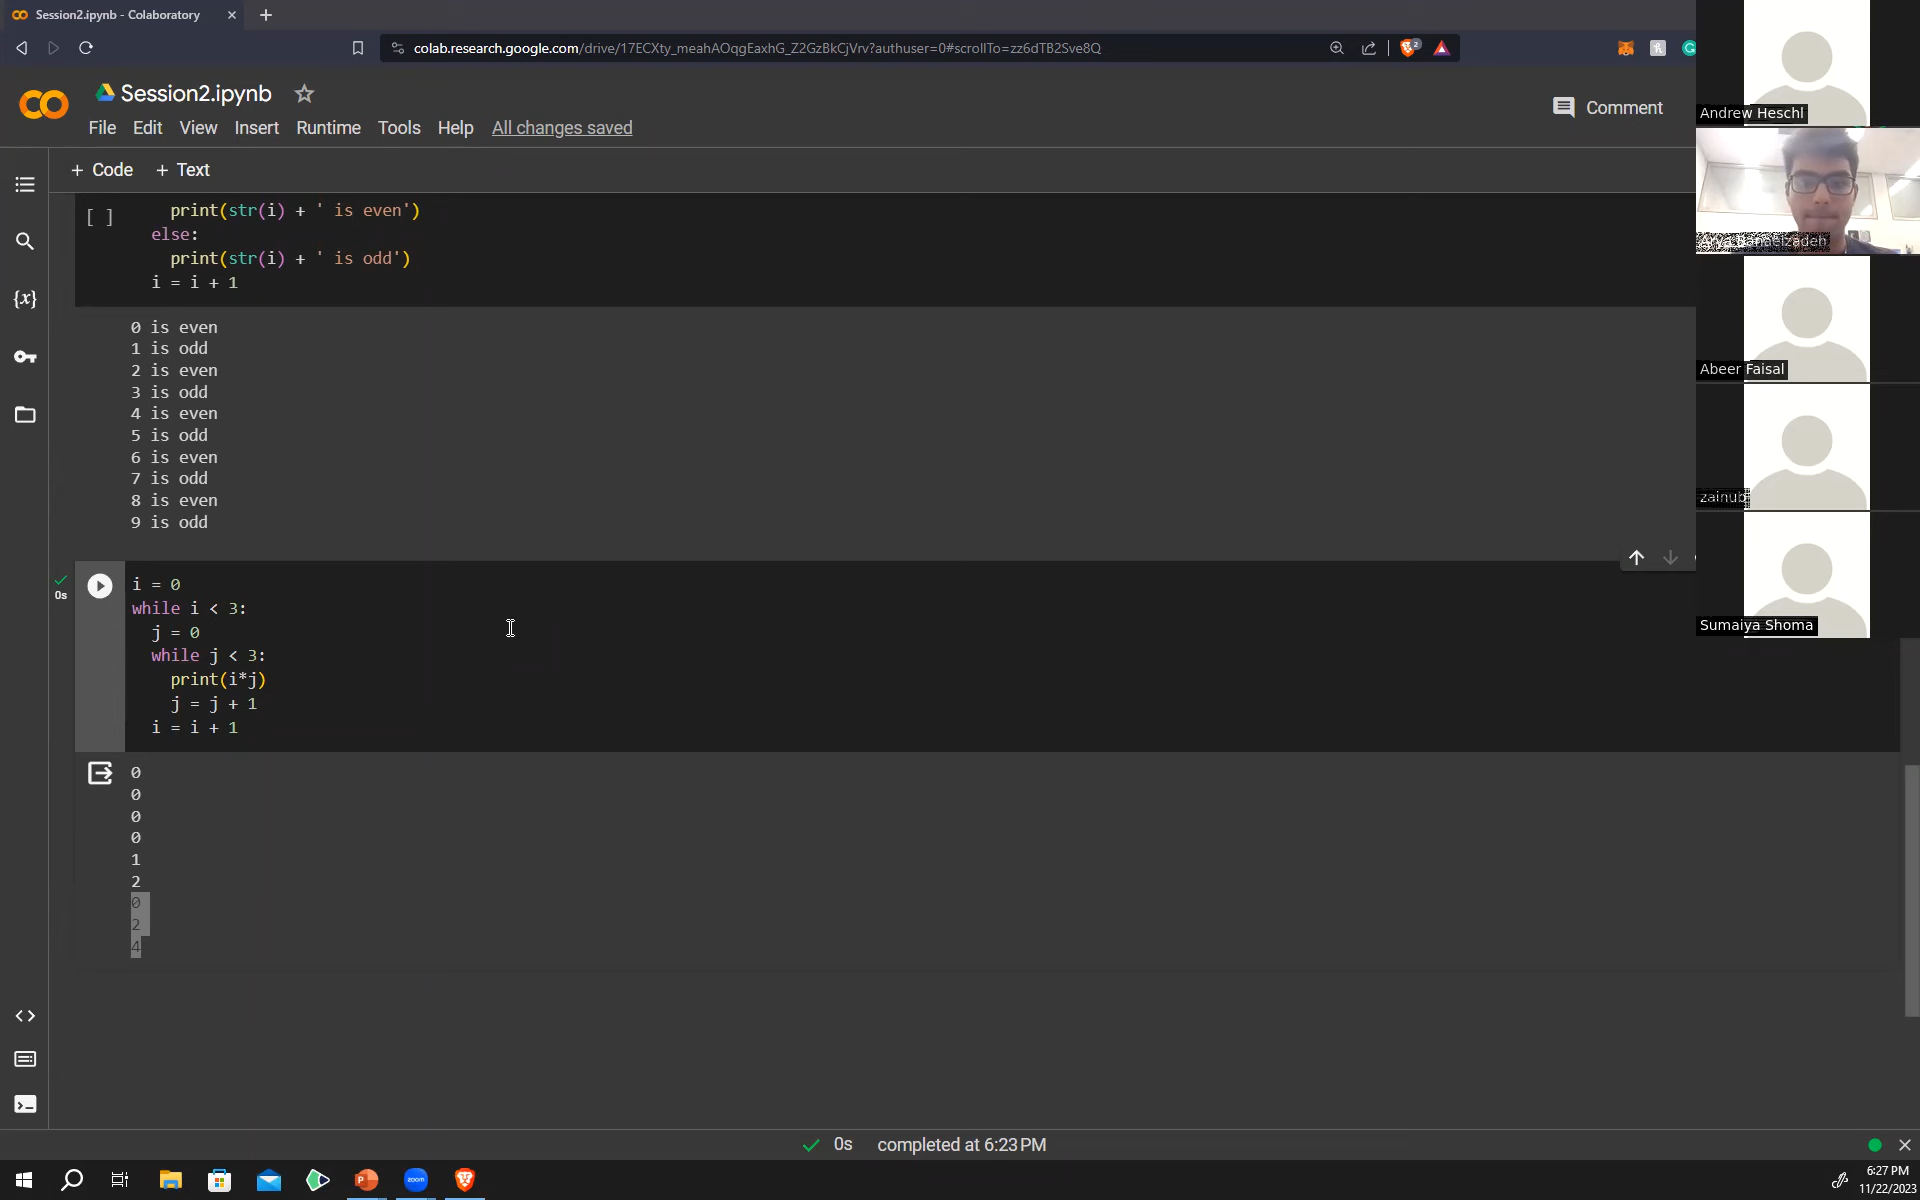 Session2.ipynb - Colaboratory
colab.research.google.com/drive/17ECXty_meahAOqgEaxhG_Z2GzBkCjVrv?authuser=0#scrollTo=zz6dTB2Sve8Q
2
Session2.ipynb
Comment
File Edit View Insert Runtime Tools Help All changes saved
+ Code + Text
[ ]
print(str(i) + ' is even')
else:
print(str(i) + ' is odd')
i = i + 1
0 is even
1 is odd
2 is even
3 is odd
4 is even
5 is odd
6 is even
7 is odd
8 is even
9 is odd
0s
i = 0
while i < 3:
j = 0
while j < 3:
print(i*j)
j = j + 1
i = i + 1
0
0
0
0
1
2
0
2
4
Andrew Heschl
Abeer Faisal
zainub
Sumaiya Shoma
0s completed at 6:23 PM
zoom
6:27 PM
11/22/2023